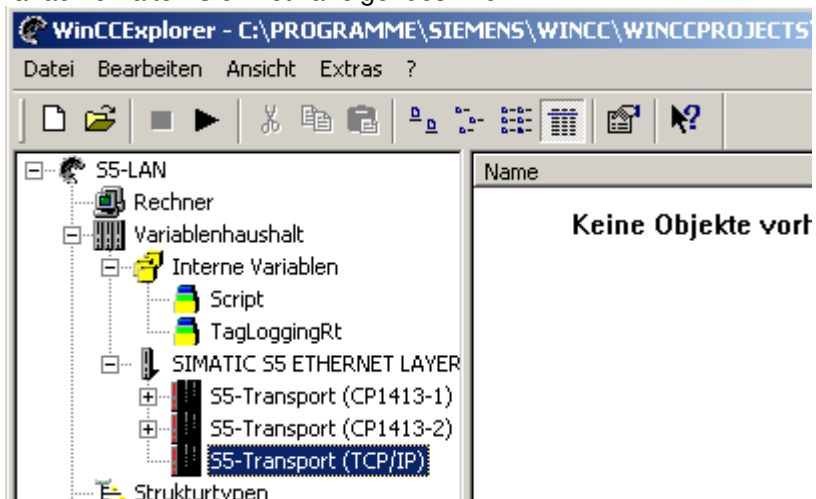 WinCCExplorer - C:\PROGRAMME\SIEMENS\WINCC\WINCCPROJECTS
Datei Bearbeiten Ansicht Extras ?
S5-LAN
Name
Rechner
Keine Objekte
Variablenhaushalt
Interne Variablen
Script
TagLoggingRt
SIMATIC S5 ETHERNET LAYER
S5-Transport (CP1413-1)
S5-Transport (CP1413-2)
S5-Transport (TCP/IP)
Strukturtypen